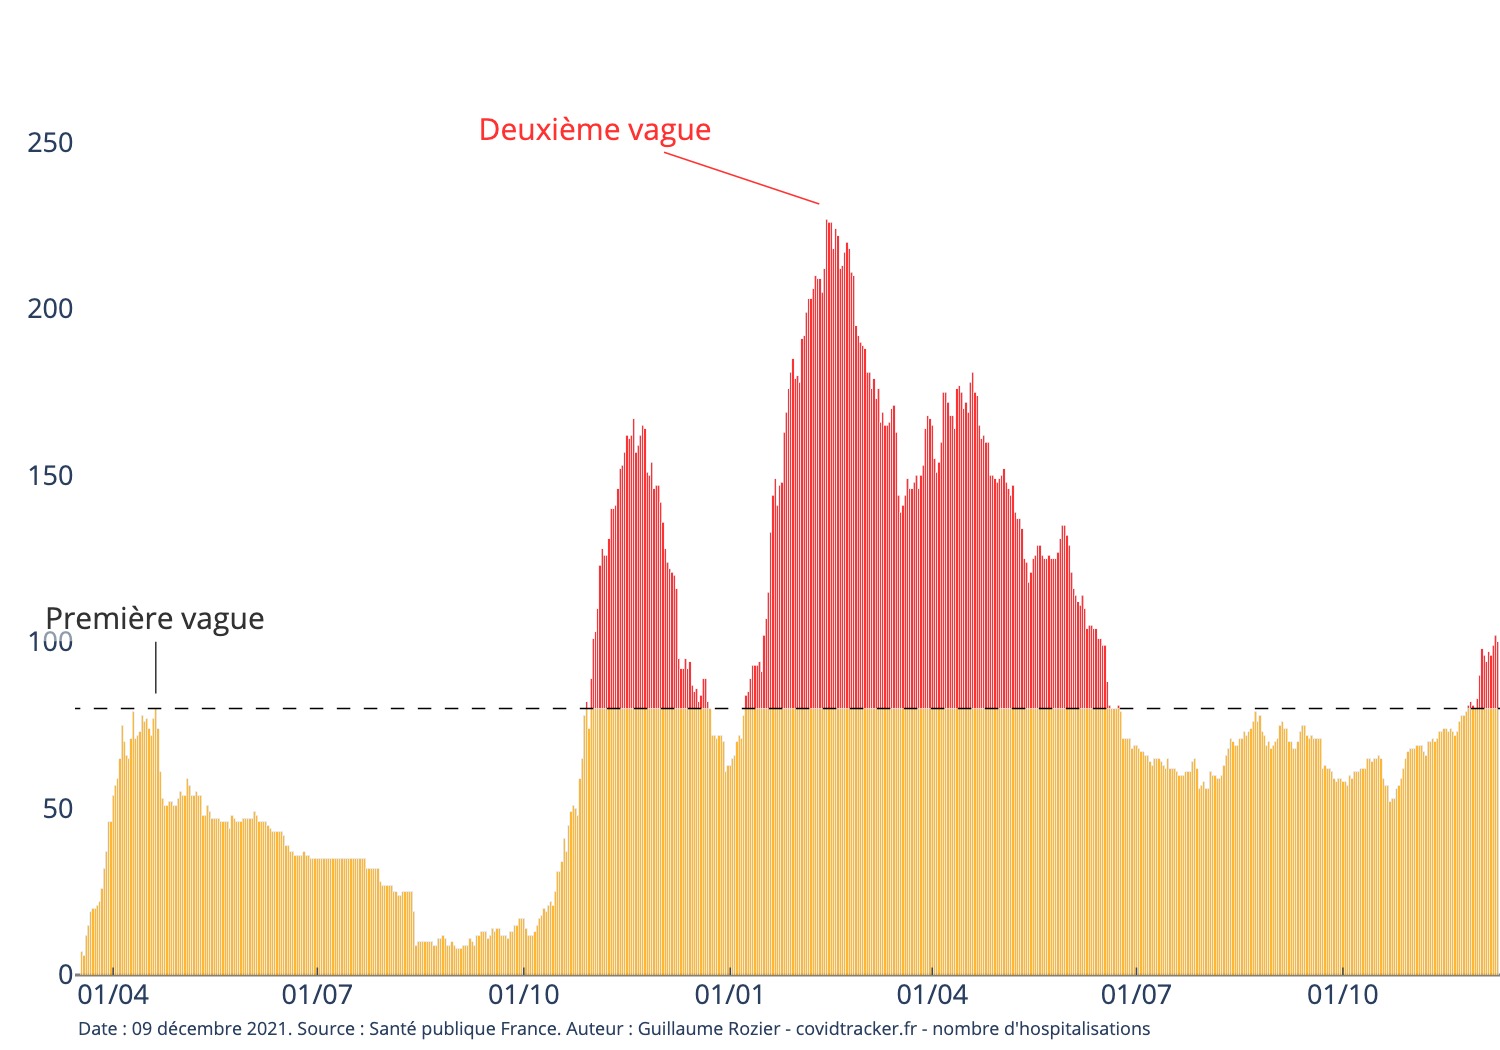 Deuxième vague
250
200
150
Première vague
100
50
0
01/04 01/07 01/10 01/01 01/04 01/07 01/10
Date : 09 décembre 2021. Source : Santé publique France. Auteur : Guillaume Rozier - covidtracker.fr - nombre d'hospitalisations